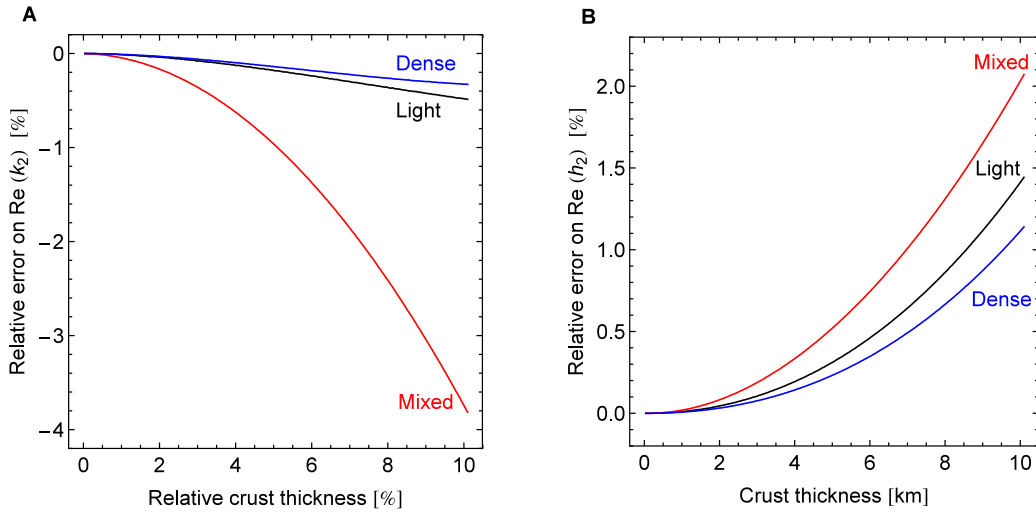 A
Relative error on Re (k₂) [%]
0
−1
−2
−3
−4
Dense
Light
Mixed
0 2 4 6 8 10
Relative crust thickness [%]
B
Relative error on Re (h₂) [%]
2.0
1.5
1.0
0.5
0.0
Mixed
Light
Dense
0 2 4 6 8 10
Crust thickness [km]